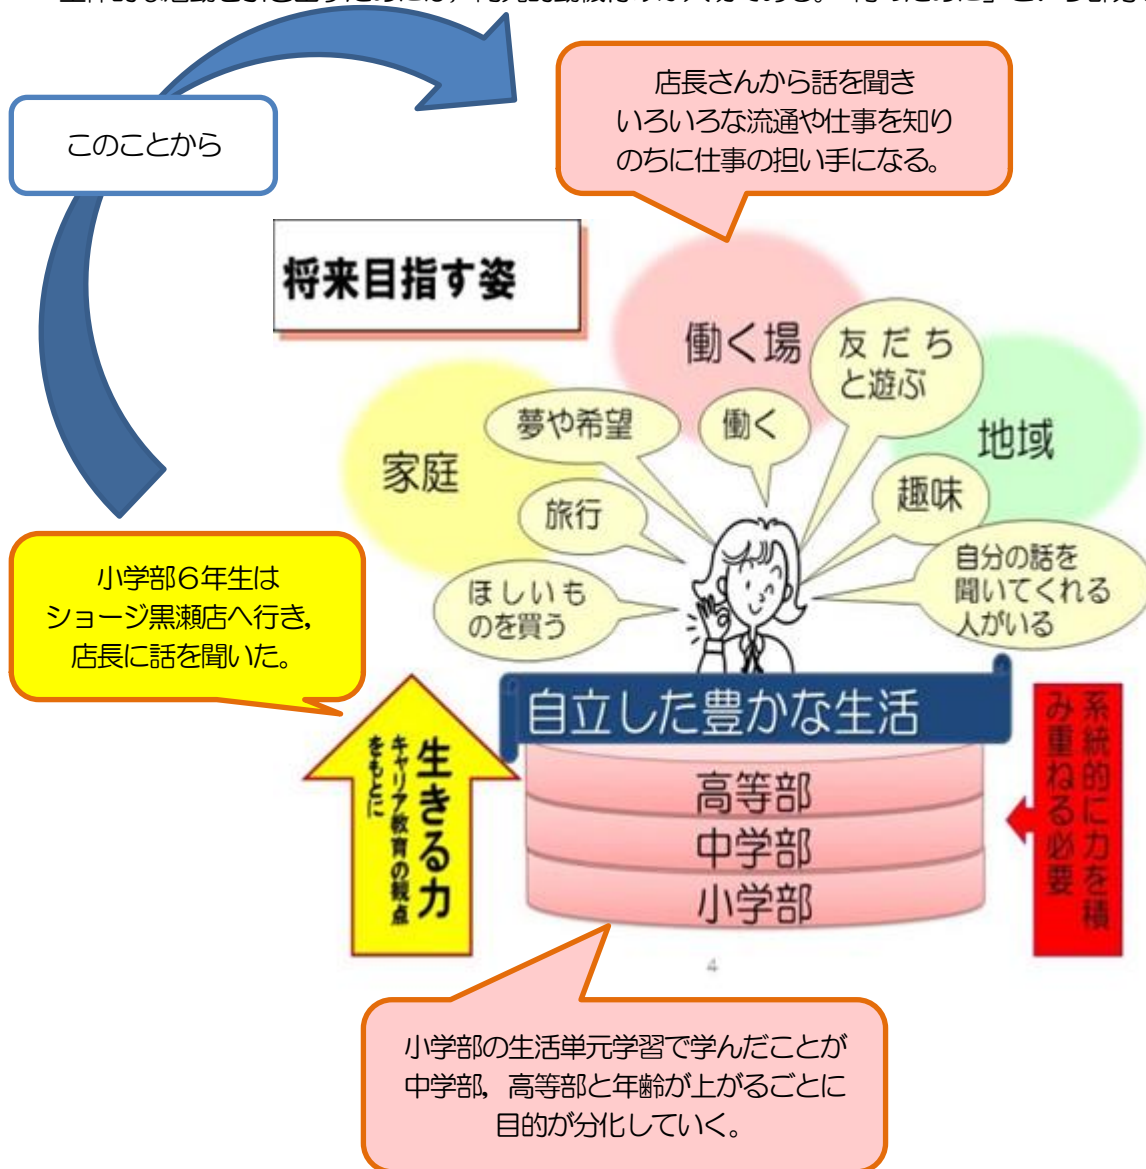 このことから
店長さんから話を聞き
いろいろな流通や仕事を知り
のちに仕事の担い手になる。
将来目指す姿
働く場
友だち
と遊ぶ
夢や希望
働く
地域
家庭
趣味
旅行
自分の話を
聞いてくれる
人がいる
ほしいも
のを買う
小学部6年生は
ショージ黒瀬店へ行き,
店長に話を聞いた。
自立した豊かな生活
生きる力
キャリア教育の観点
をもとに
高等部
中学部
小学部
系統的に力を積
み重ねる必要
4
小学部の生活単元学習で学んだことが
中学部,高等部と年齢が上がるごとに
目的が分化していく。